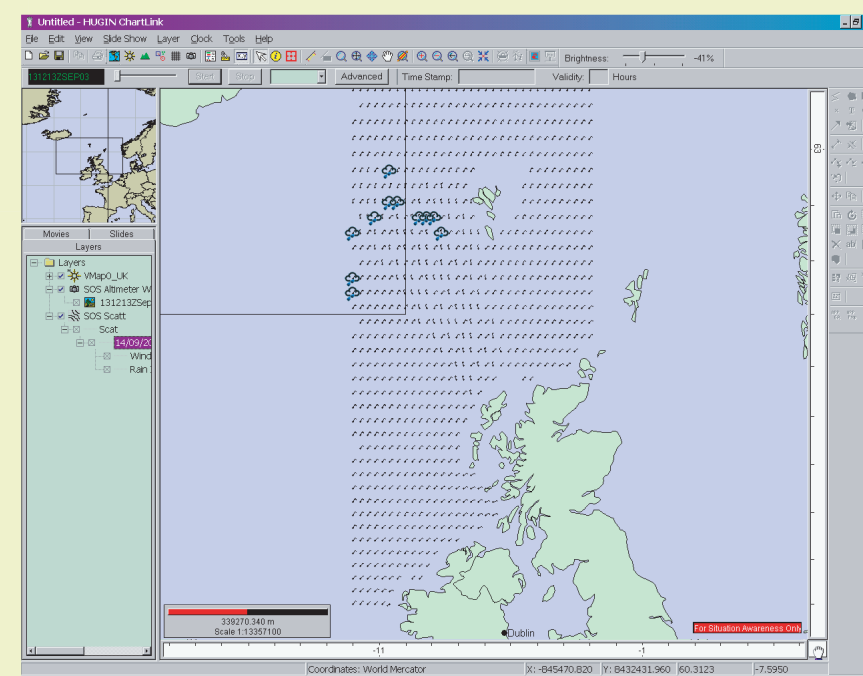 Untitled - HUGIN ChartLink
File Edit View Slide Show Layer Clock Tools Help
Brightness: -41%
131213ZSEP03 Start Stop Advanced Time Stamp: Validity: Hours
63
Movies Slides
Layers
Layers
VMap0_UK
SOS Altimeter W
131213ZSep
SOS Scatt
Scat
14/09/20
Wind
Rain
339270.340 m
Scale 1:13357100
Dublin
For Situation Awareness Only
-11 -1
Coordinates: World Mercator X: -845470.820 Y: 8432431.960 60.3123 -7.5950